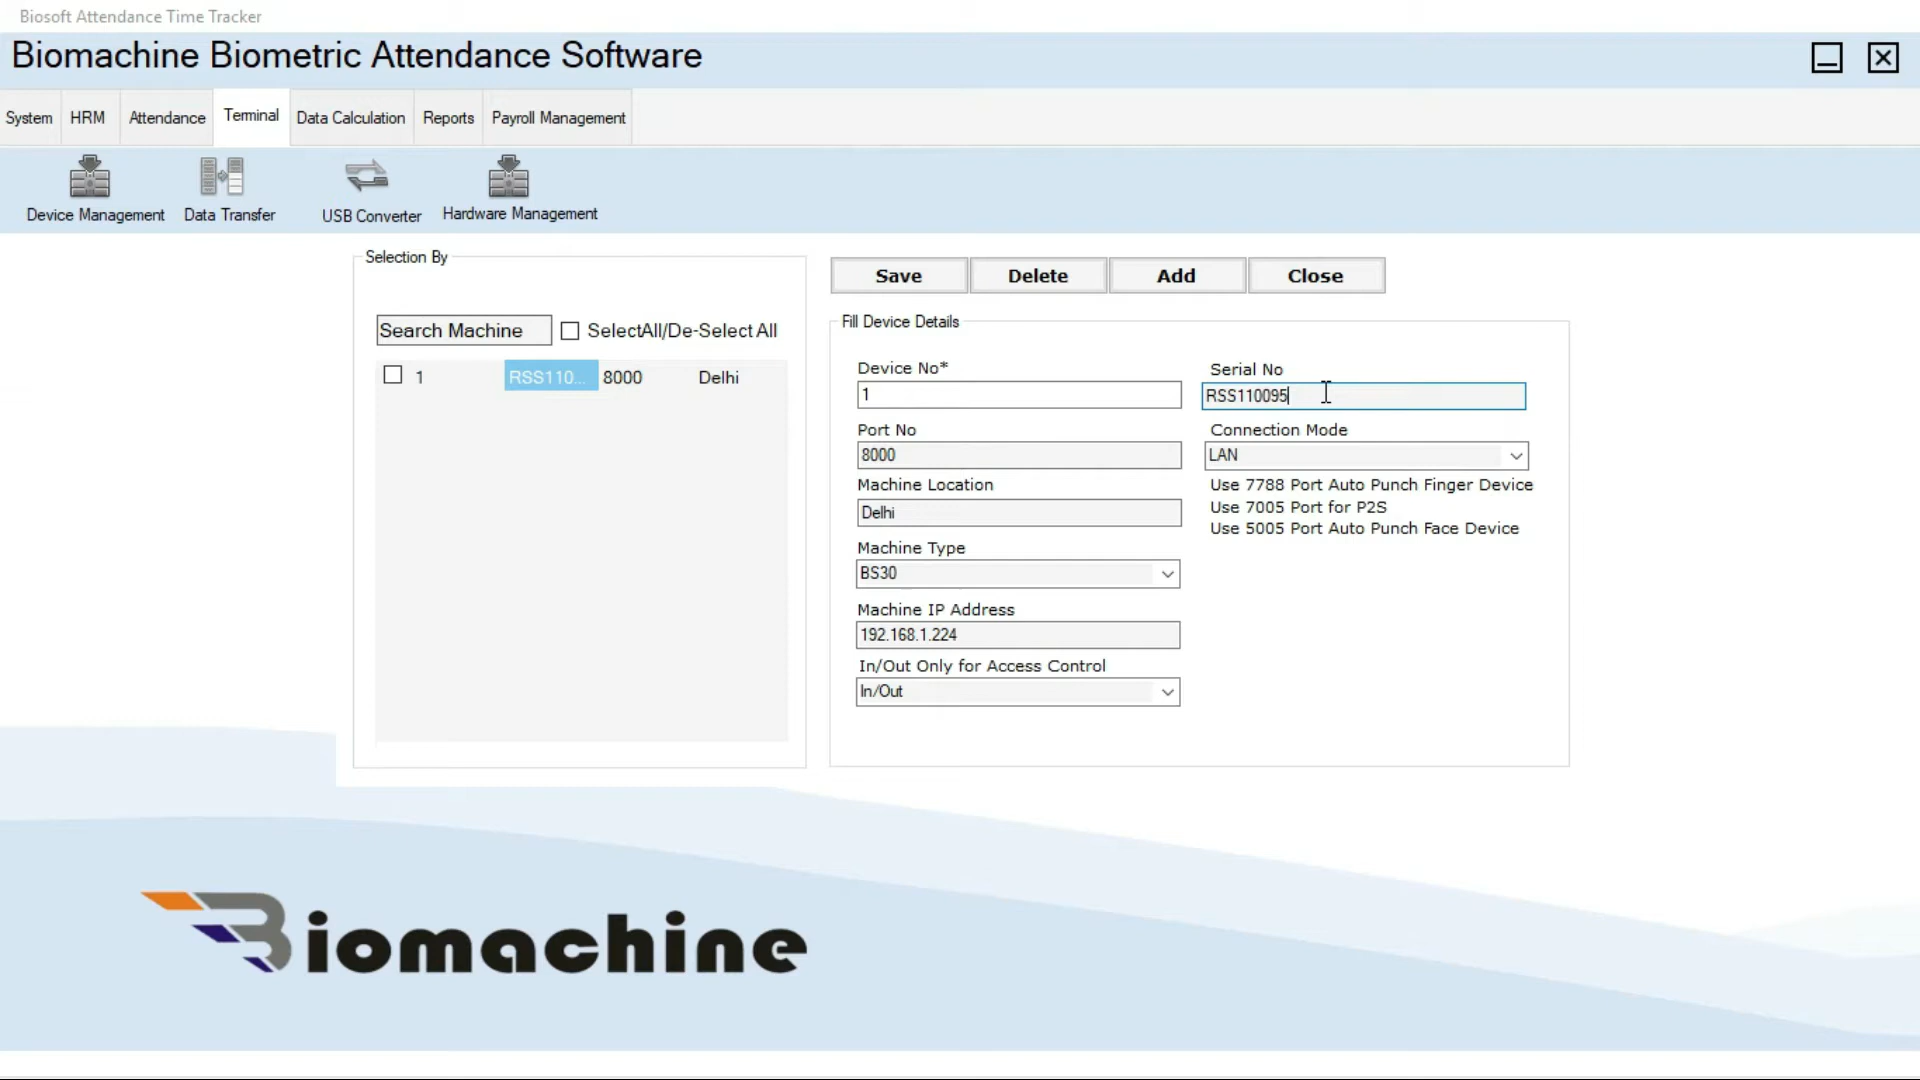 Biosoft Attendance Time Tracker
Biomachine Biometric Attendance Software
System HRM Attendance Terminal Data Calculation Reports Payroll Management
Device Management Data Transfer USB Converter Hardware Management
Selection By
Search Machine SelectAll/De-Select All
1 RSS110... 8000 Delhi
Save Delete Add Close
Fill Device Details
Device No* Serial No
1 RSS110095
Port No Connection Mode
8000 LAN
Machine Location Use 7788 Port Auto Punch Finger Device
Delhi Use 7005 Port for P2S
Use 5005 Port Auto Punch Face Device
Machine Type
BS30
Machine IP Address
192.168.1.224
In/Out Only for Access Control
In/Out
Biomachine